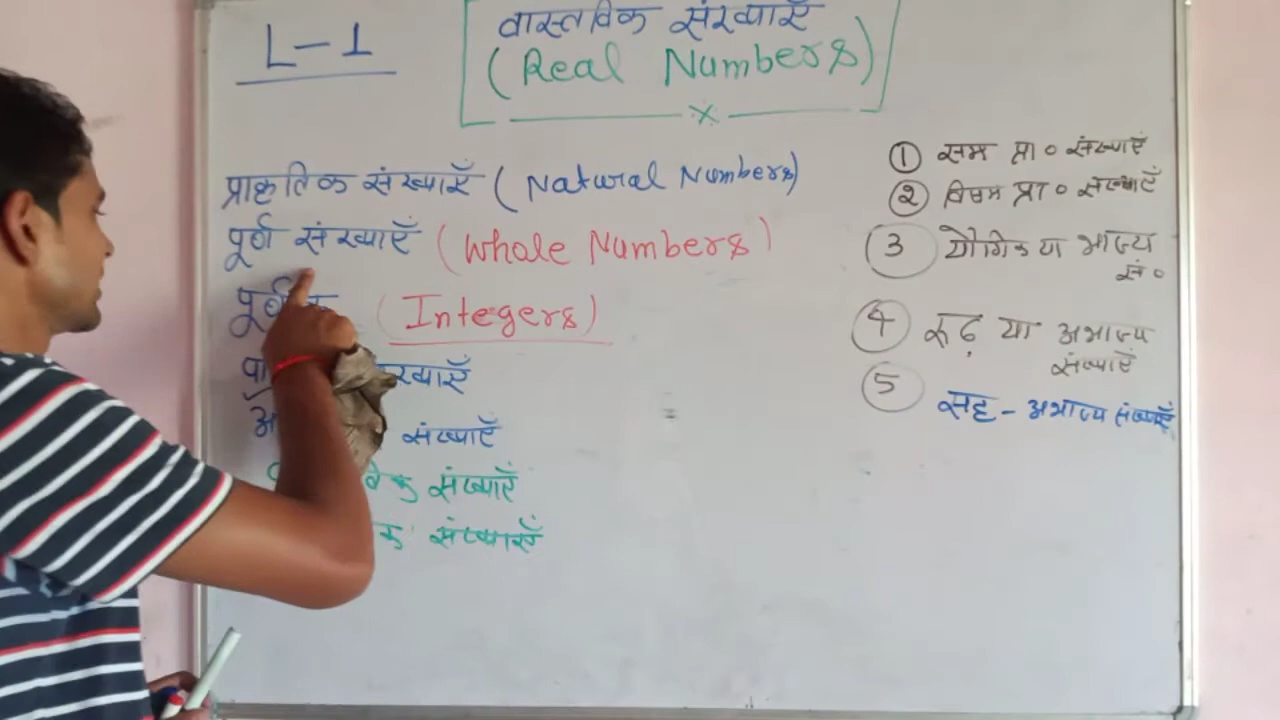 L-1
वास्तविक संख्याएँ
(Real Numbers)
प्राकृतिक संख्याएँ (Natural Numbers)
पूर्ण संख्याएँ (Whole Numbers)
(Integers)
संख्याएँ
संख्याएँ
संख्याएँ
① सम प्रा० संख्याएँ
② विषम प्रा० संख्याएँ
3 यौगिक या भाज्य
सं०
4 रूढ़ या अभाज्य
संख्याएँ
5 सह - अभाज्य संख्याएँ